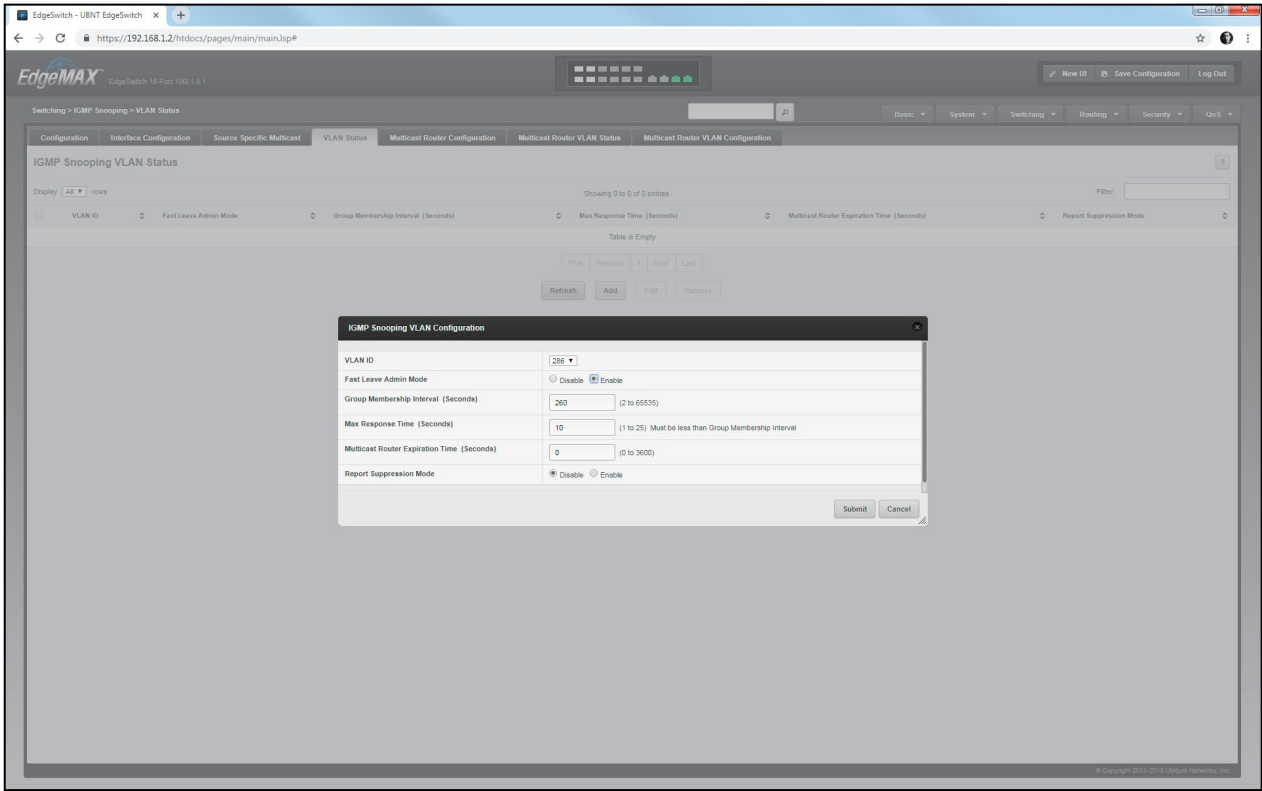 EdgeSwitch - UBNT EdgeSwitch
https://192.168.1.2/htdocs/pages/main/main.lsp#
EdgeMAX™ EdgeSwitch 16-Port 10G 1.8.1
New UI Save Configuration Log Out
Switching > IGMP Snooping > VLAN Status
Basic System Switching Routing Security QoS
Configuration Interface Configuration Source Specific Multicast VLAN Status Multicast Router Configuration Multicast Router VLAN Status Multicast Router VLAN Configuration
IGMP Snooping VLAN Status ?
Display All rows Showing 0 to 0 of 0 entries Filter:
VLAN ID Fast Leave Admin Mode Group Membership Interval (Seconds) Max Response Time (Seconds) Multicast Router Expiration Time (Seconds) Report Suppression Mode
Table is Empty
First Previous 1 Next Last
Refresh Add Edit Remove
IGMP Snooping VLAN Configuration
VLAN ID 286
Fast Leave Admin Mode Disable Enable
Group Membership Interval (Seconds) 260 (2 to 65535)
Max Response Time (Seconds) 10 (1 to 25) Must be less than Group Membership Interval
Multicast Router Expiration Time (Seconds) 0 (0 to 3600)
Report Suppression Mode Disable Enable
Submit Cancel